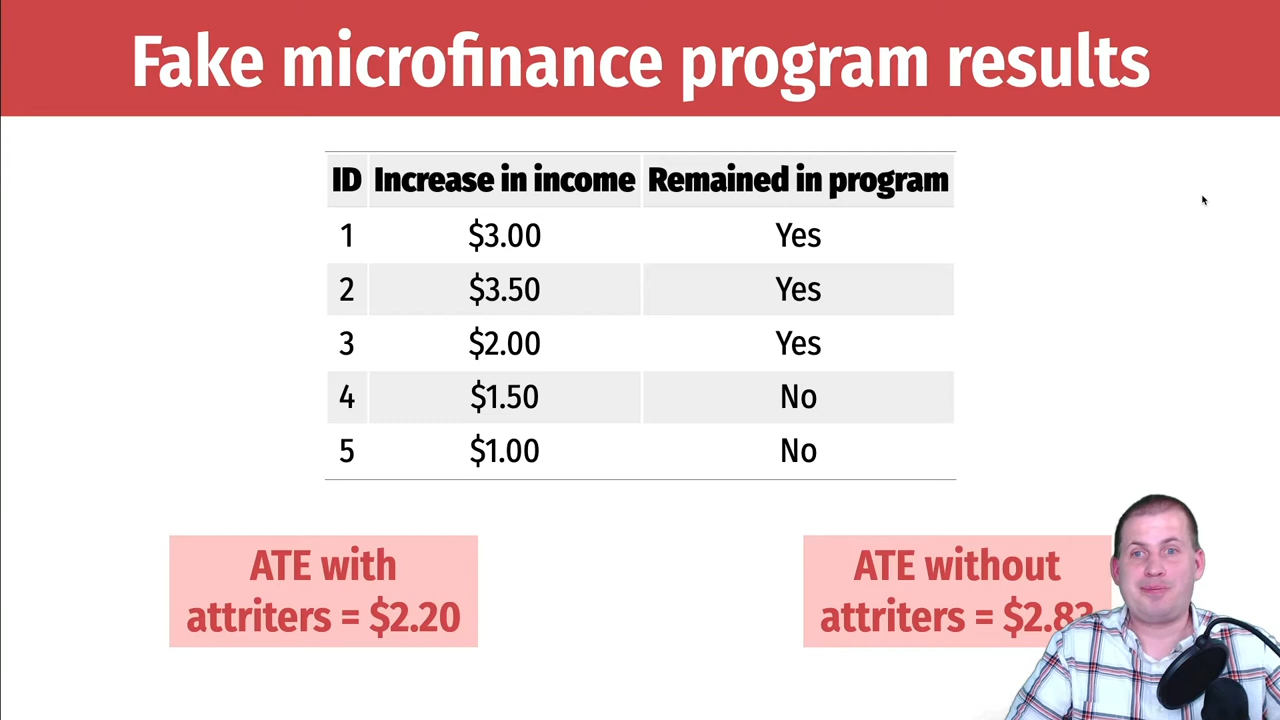 Fake microfinance program results
ID Increase in income Remained in program
1 $3.00 Yes
2 $3.50 Yes
3 $2.00 Yes
4 $1.50 No
5 $1.00 No
ATE with
attriters = $2.20
ATE without
attriters = $2.83